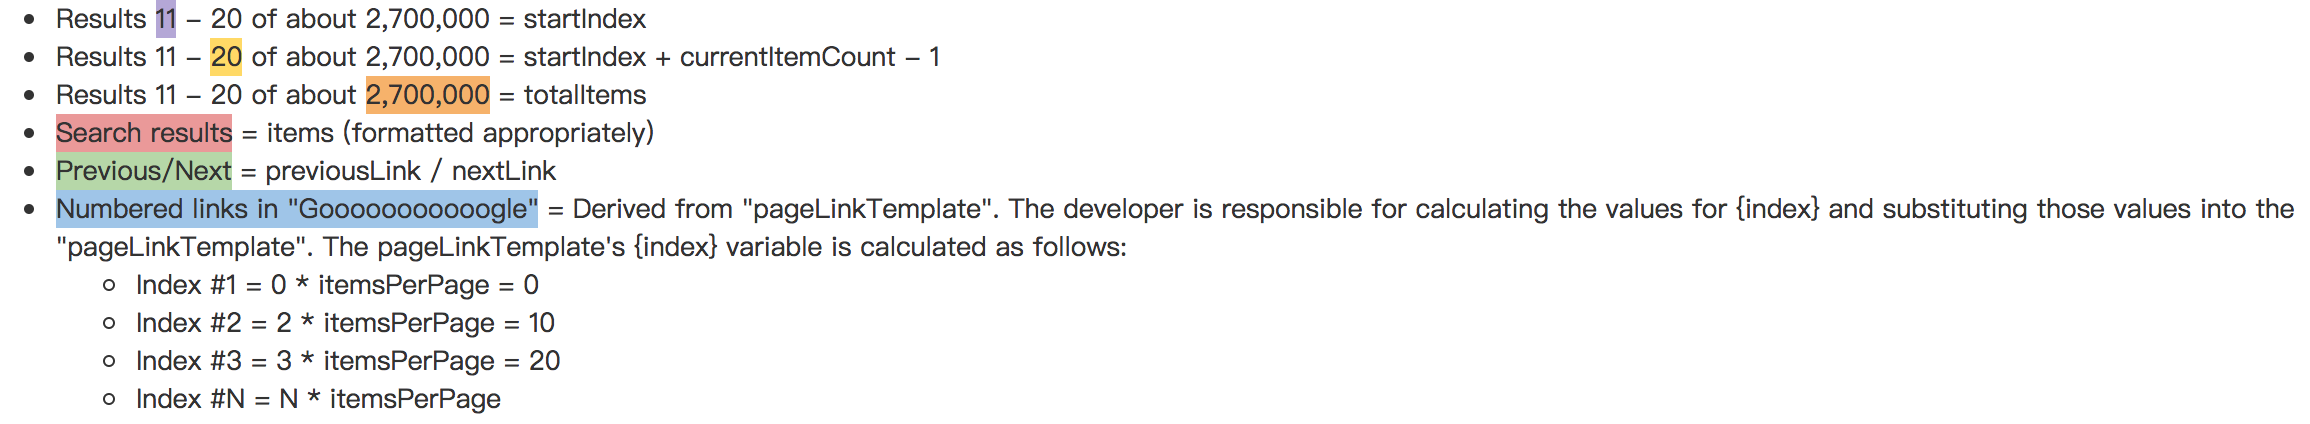 Results 11 – 20 of about 2,700,000 = startIndex
Results 11 – 20 of about 2,700,000 = startIndex + currentItemCount – 1
Results 11 – 20 of about 2,700,000 = totalItems
Search results = items (formatted appropriately)
Previous/Next = previousLink / nextLink
Numbered links in "Gooooooooooogle" = Derived from "pageLinkTemplate". The developer is responsible for calculating the values for {index} and substituting those values into the
"pageLinkTemplate". The pageLinkTemplate's {index} variable is calculated as follows:
Index #1 = 0 * itemsPerPage = 0
Index #2 = 2 * itemsPerPage = 10
Index #3 = 3 * itemsPerPage = 20
Index #N = N * itemsPerPage